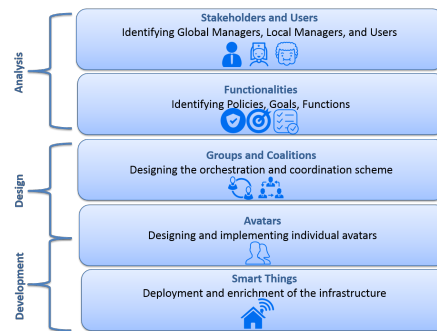 Stakeholders and Users
Identifying Global Managers, Local Managers, and Users
Analysis
Functionalities
Identifying Policies, Goals, Functions
Groups and Coalitions
Designing the orchestration and coordination scheme
Design
Avatars
Designing and implementing individual avatars
Development
Smart Things
Deployment and enrichment of the infrastructure